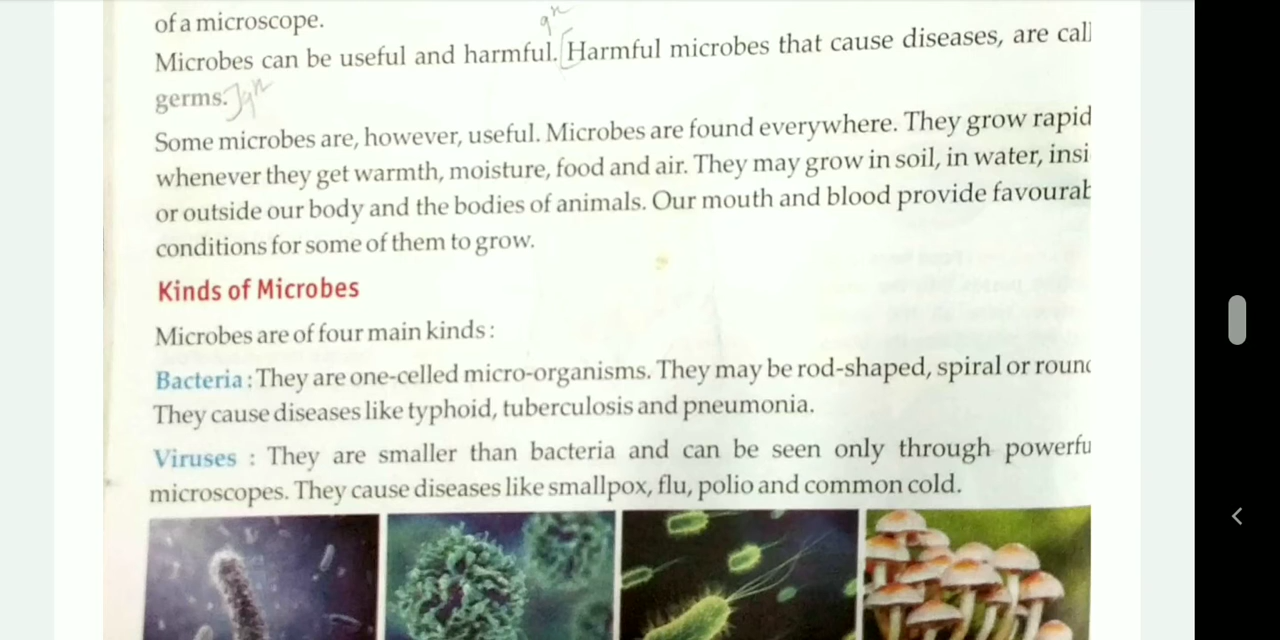 of a microscope.
Microbes can be useful and harmful. Harmful microbes that cause diseases, are call
germs.
Some microbes are, however, useful. Microbes are found everywhere. They grow rapid
whenever they get warmth, moisture, food and air. They may grow in soil, in water, insi
or outside our body and the bodies of animals. Our mouth and blood provide favourab
conditions for some of them to grow.
Kinds of Microbes
Microbes are of four main kinds :
Bacteria : They are one-celled micro-organisms. They may be rod-shaped, spiral or round
They cause diseases like typhoid, tuberculosis and pneumonia.
Viruses : They are smaller than bacteria and can be seen only through powerfu
microscopes. They cause diseases like smallpox, flu, polio and common cold.